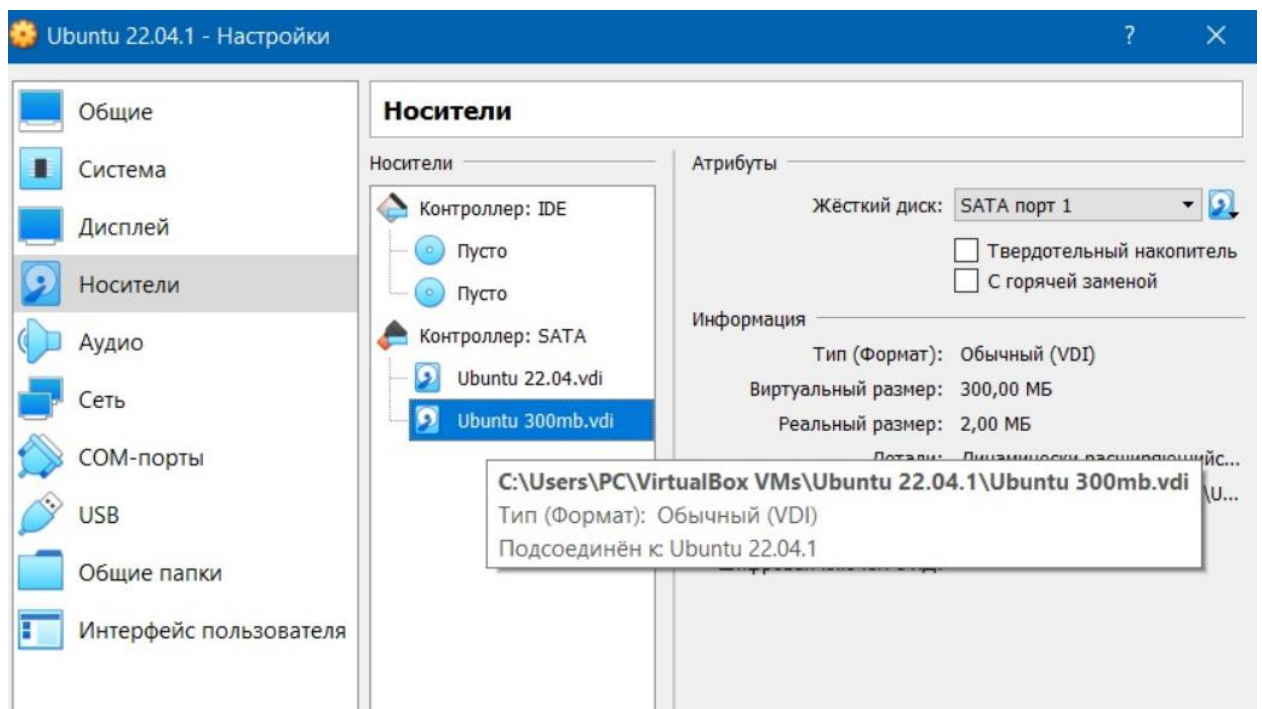 Ubuntu 22.04.1 - Настройки
?
Общие
Система
Дисплей
Носители
Аудио
Сеть
COM-порты
USB
Общие папки
Интерфейс пользователя
Носители
Носители
Контроллер: IDE
Пусто
Пусто
Контроллер: SATA
Ubuntu 22.04.vdi
Ubuntu 300mb.vdi
Атрибуты
Жёсткий диск: SATA порт 1
Твердотельный накопитель
С горячей заменой
Информация
Тип (Формат): Обычный (VDI)
Виртуальный размер: 300,00 МБ
Реальный размер: 2,00 МБ
Детали: Динамически расширяющийс...
\U...
C:\Users\PC\VirtualBox VMs\Ubuntu 22.04.1\Ubuntu 300mb.vdi
Тип (Формат): Обычный (VDI)
Подсоединён к: Ubuntu 22.04.1